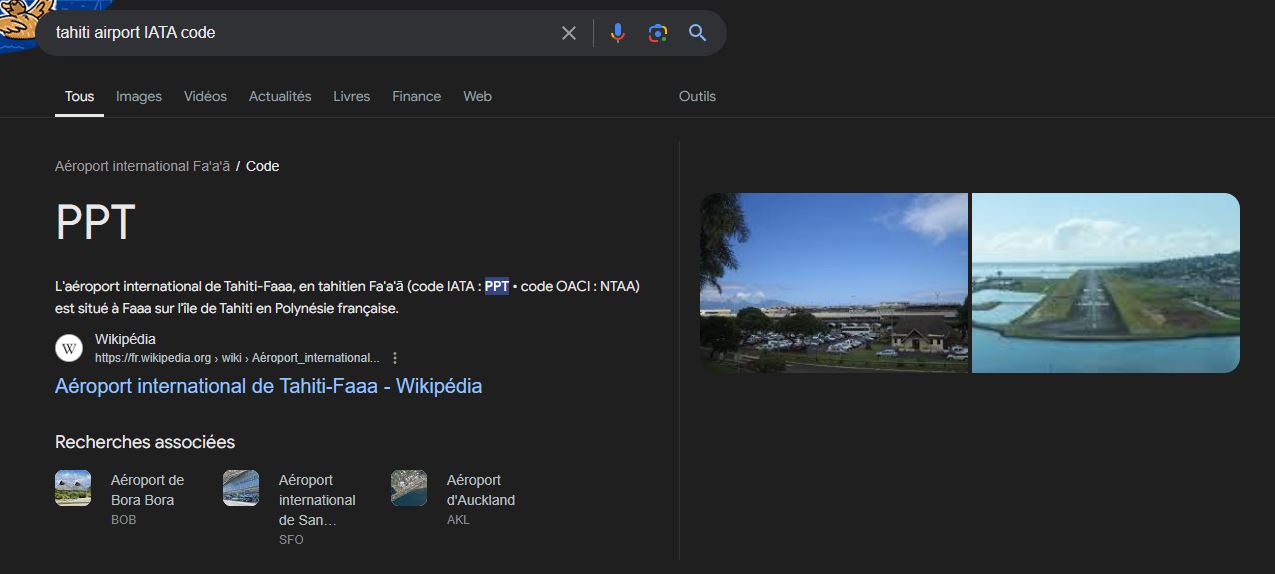 tahiti airport IATA code
Tous Images Vidéos Actualités Livres Finance Web Outils
Aéroport international Fa'a'ā / Code
PPT
L'aéroport international de Tahiti-Faaa, en tahitien Fa'a'ā (code IATA : PPT • code OACI : NTAA)
est situé à Faaa sur l'île de Tahiti en Polynésie française.
W
Wikipédia
https://fr.wikipedia.org › wiki › Aéroport_international...
Aéroport international de Tahiti-Faaa - Wikipédia
Recherches associées
Aéroport de
Bora Bora
BOB
Aéroport
international
de San...
SFO
Aéroport
d'Auckland
AKL